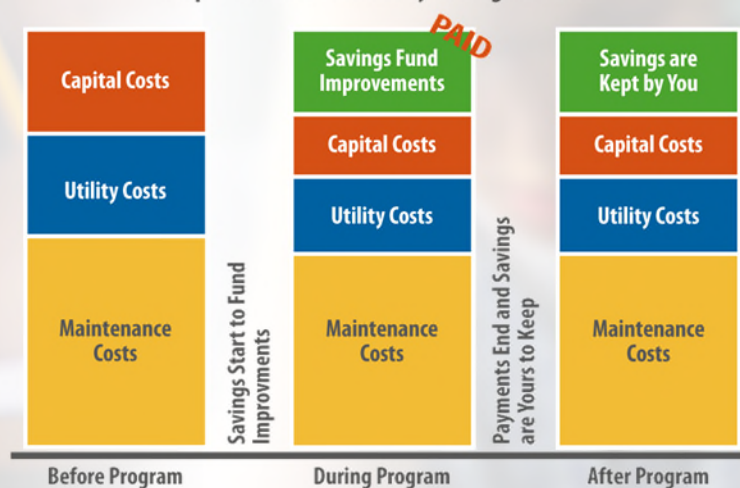 PAID
Capital Costs
Utility Costs
Maintenance
Costs
Before Program
Savings Start to Fund
Improvments
Savings Fund
Improvements
Capital Costs
Utility Costs
Maintenance
Costs
During Program
Payments End and Savings
are Yours to Keep
Savings are
Kept by You
Capital Costs
Utility Costs
Maintenance
Costs
After Program